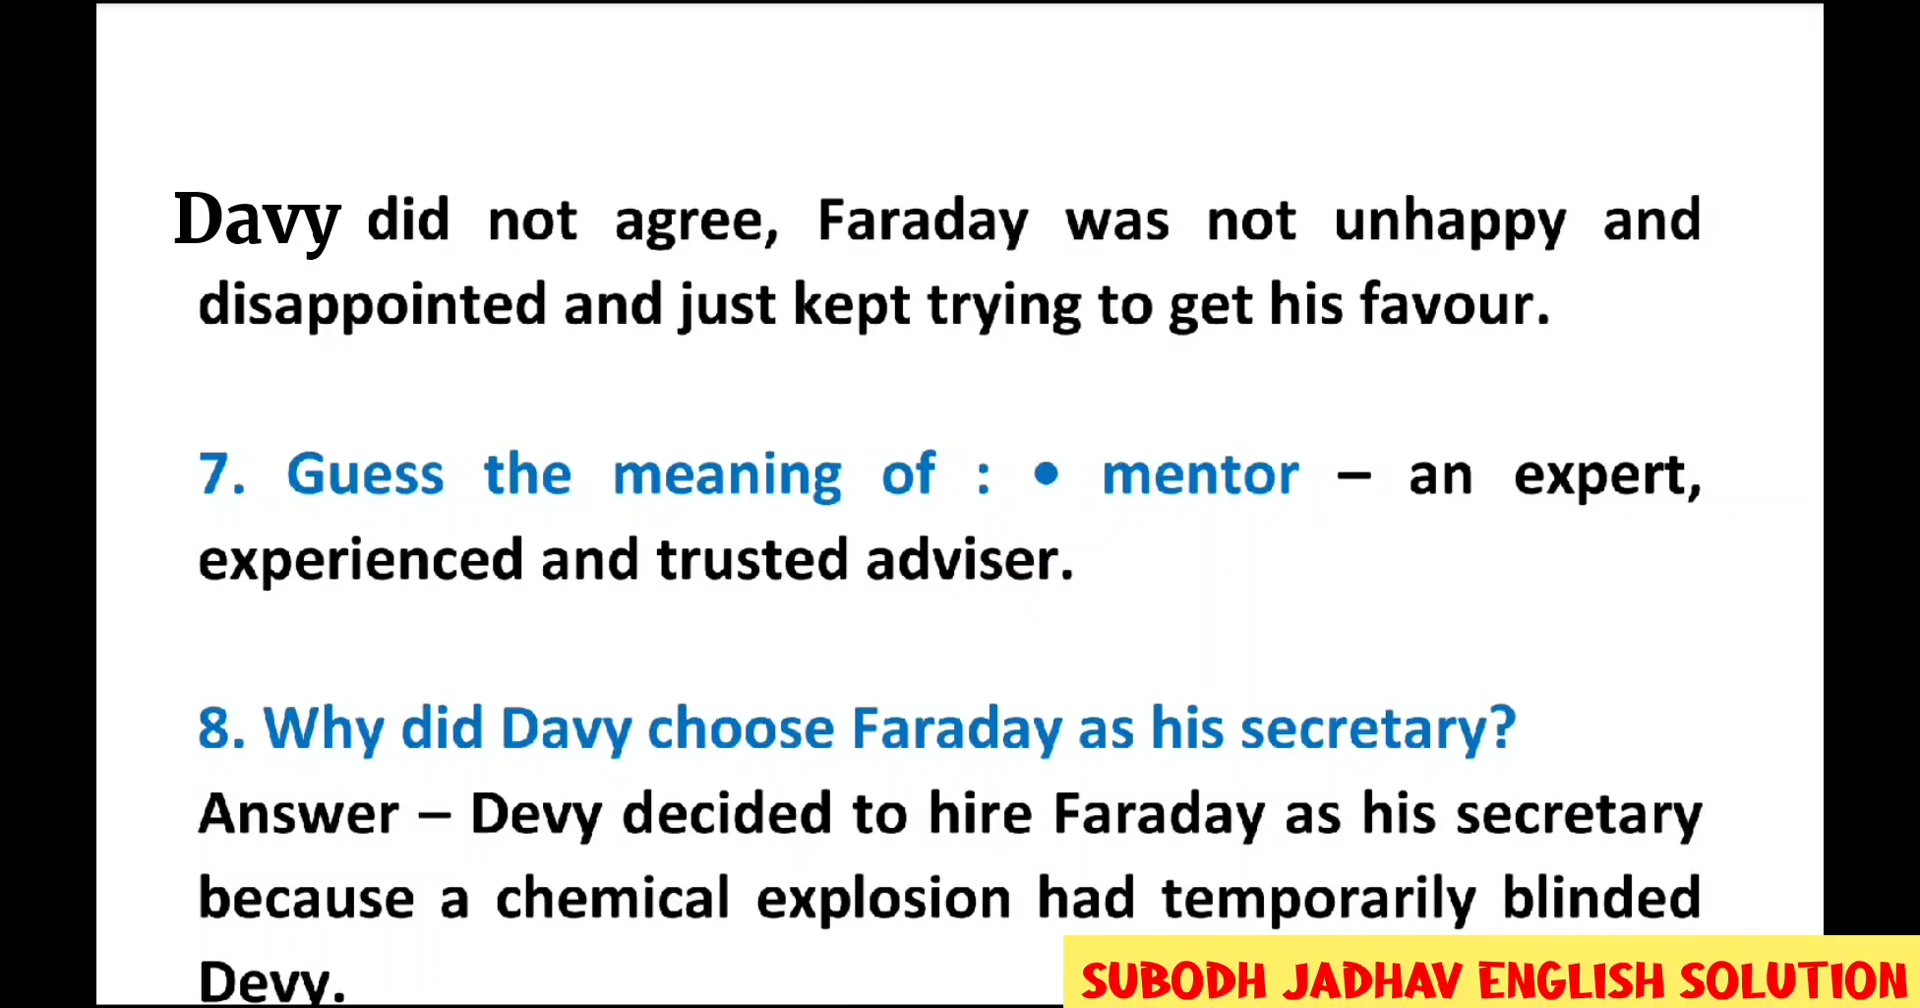 Davy did not agree, Faraday was not unhappy and
disappointed and just kept trying to get his favour.
7. Guess the meaning of : • mentor – an expert,
experienced and trusted adviser.
8. Why did Davy choose Faraday as his secretary?
Answer – Devy decided to hire Faraday as his secretary
because a chemical explosion had temporarily blinded
Devy.
SUBODH JADHAV ENGLISH SOLUTION